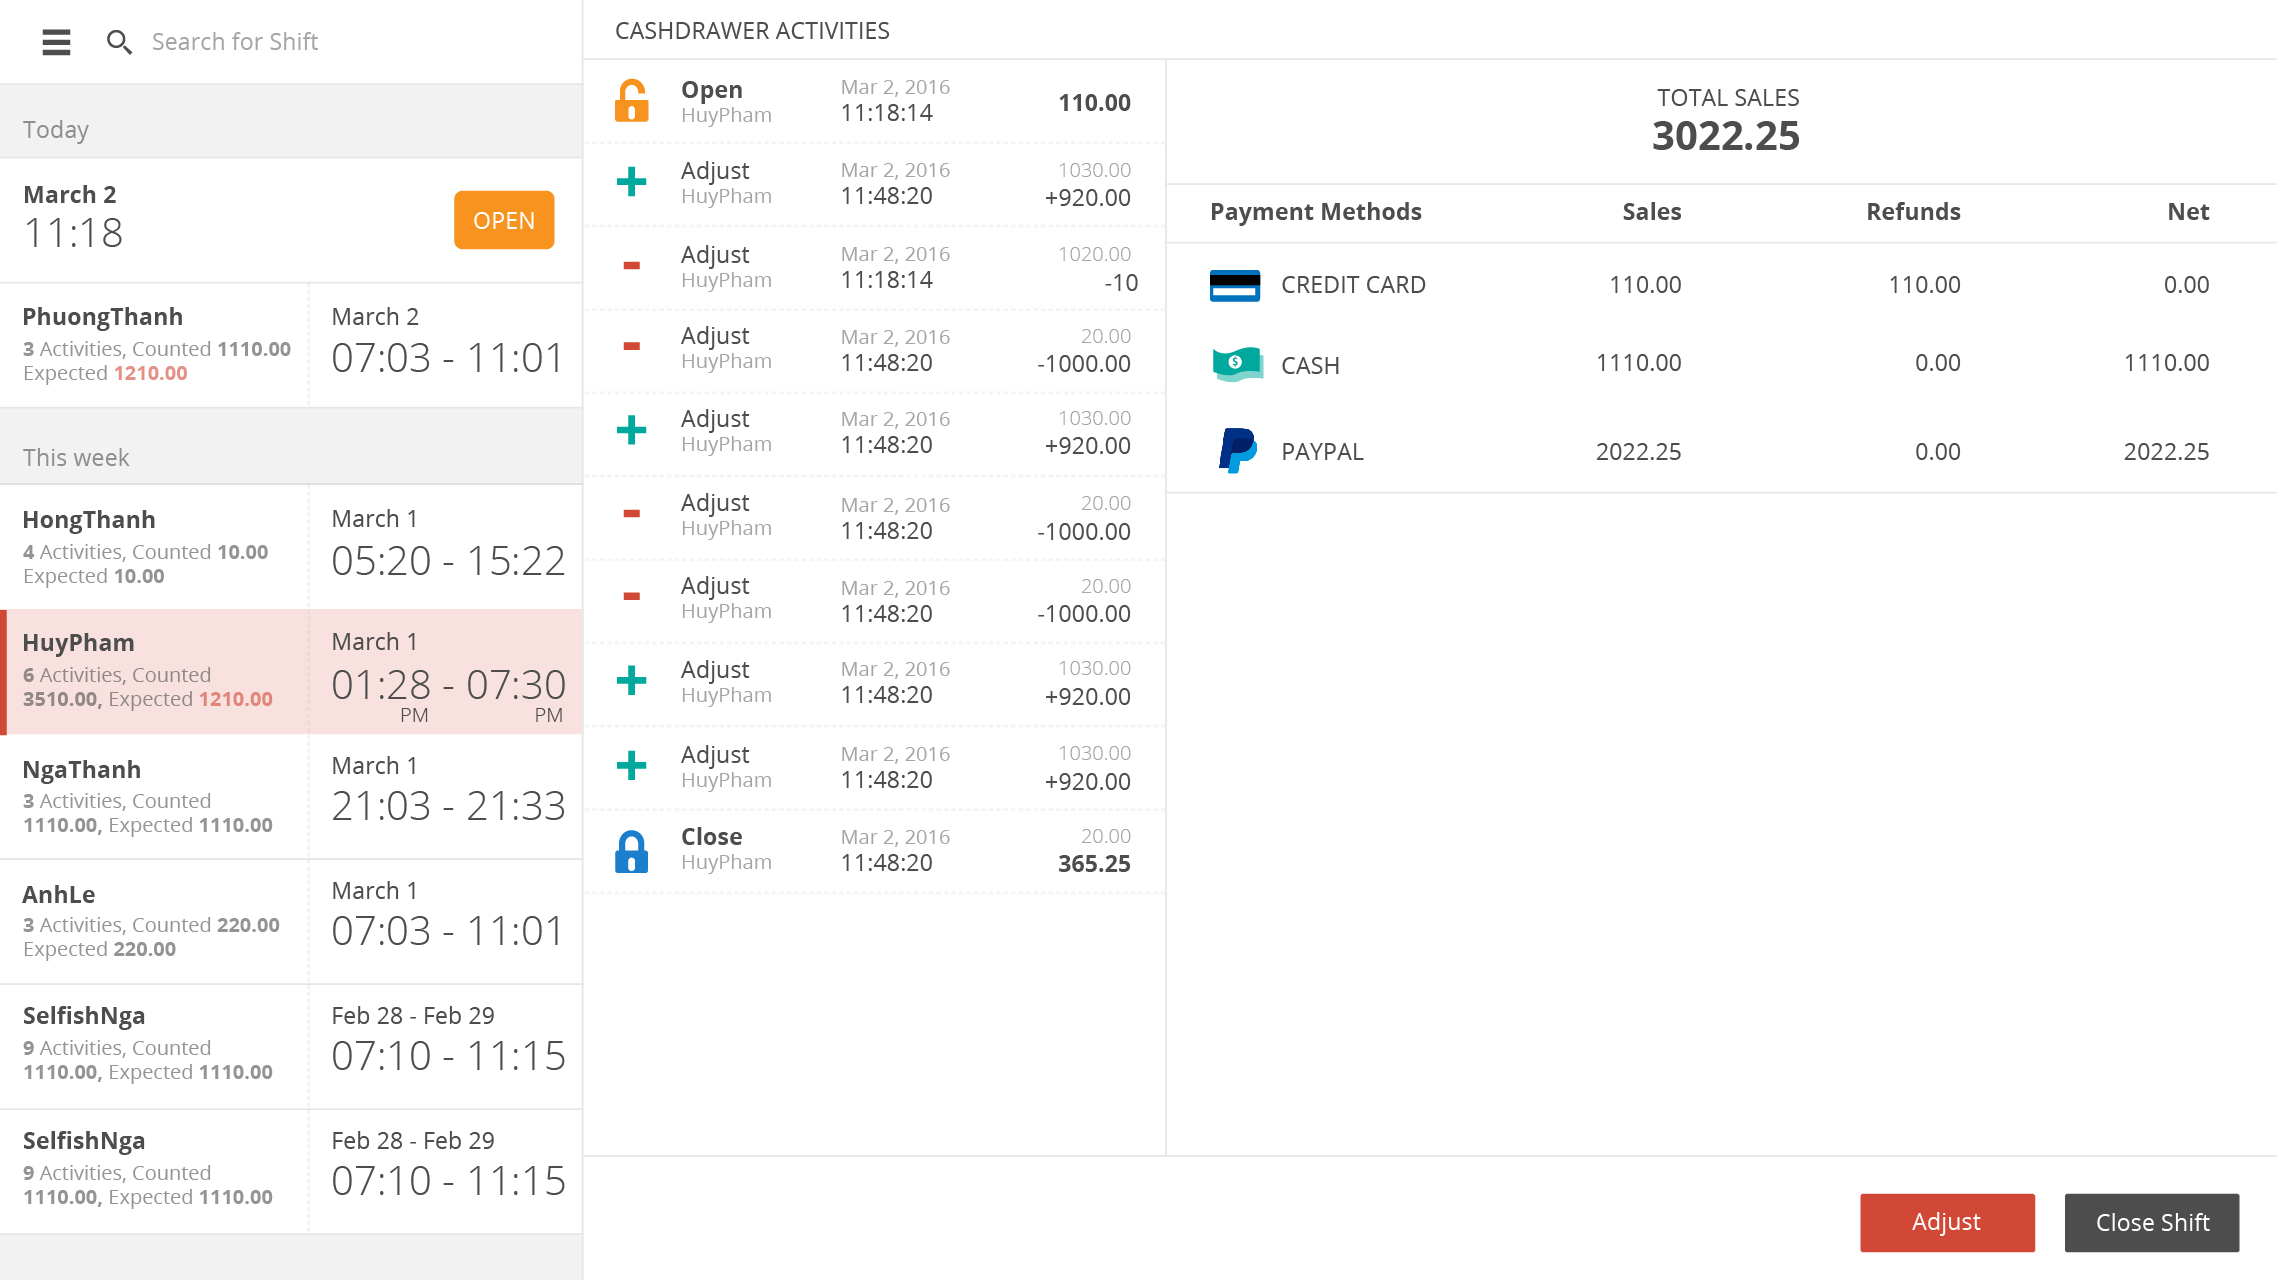 Search for Shift
Today
March 2
11:18
OPEN
PhuongThanh
3 Activities, Counted 1110.00
Expected 1210.00
March 2
07:03 - 11:01
This week
HongThanh
4 Activities, Counted 10.00
Expected 10.00
March 1
05:20 - 15:22
HuyPham
6 Activities, Counted
3510.00, Expected 1210.00
March 1
01:28 - 07:30
PM PM
NgaThanh
3 Activities, Counted
1110.00, Expected 1110.00
March 1
21:03 - 21:33
AnhLe
3 Activities, Counted 220.00
Expected 220.00
March 1
07:03 - 11:01
SelfishNga
9 Activities, Counted
1110.00, Expected 1110.00
Feb 28 - Feb 29
07:10 - 11:15
SelfishNga
9 Activities, Counted
1110.00, Expected 1110.00
Feb 28 - Feb 29
07:10 - 11:15
CASHDRAWER ACTIVITIES
Open
HuyPham
Mar 2, 2016
11:18:14
110.00
Adjust
HuyPham
Mar 2, 2016
11:48:20
1030.00
+920.00
Adjust
HuyPham
Mar 2, 2016
11:18:14
1020.00
-10
Adjust
HuyPham
Mar 2, 2016
11:48:20
20.00
-1000.00
Adjust
HuyPham
Mar 2, 2016
11:48:20
1030.00
+920.00
Adjust
HuyPham
Mar 2, 2016
11:48:20
20.00
-1000.00
Adjust
HuyPham
Mar 2, 2016
11:48:20
20.00
-1000.00
Adjust
HuyPham
Mar 2, 2016
11:48:20
1030.00
+920.00
Adjust
HuyPham
Mar 2, 2016
11:48:20
1030.00
+920.00
Close
HuyPham
Mar 2, 2016
11:48:20
20.00
365.25
TOTAL SALES
3022.25
Payment Methods Sales Refunds Net
CREDIT CARD 110.00 110.00 0.00
CASH 1110.00 0.00 1110.00
PAYPAL 2022.25 0.00 2022.25
Adjust
Close Shift